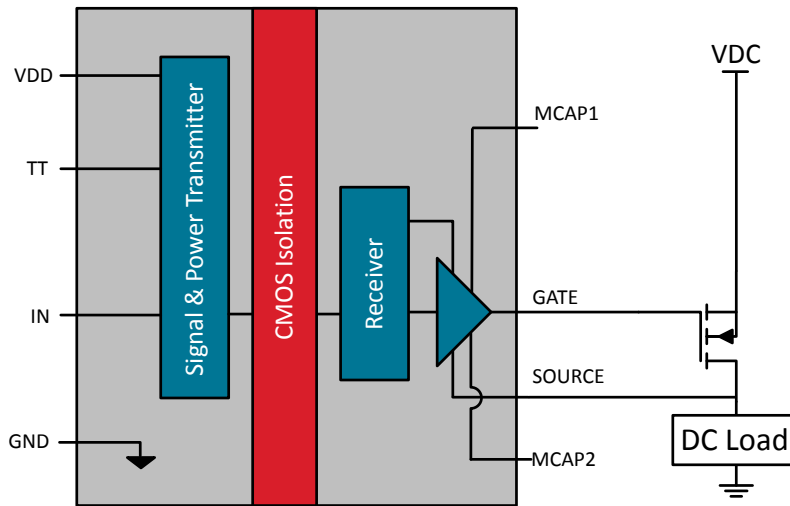 VDD
TT
IN
GND
Signal & Power Transmitter
CMOS Isolation
Receiver
MCAP1
GATE
SOURCE
MCAP2
VDC
DC Load